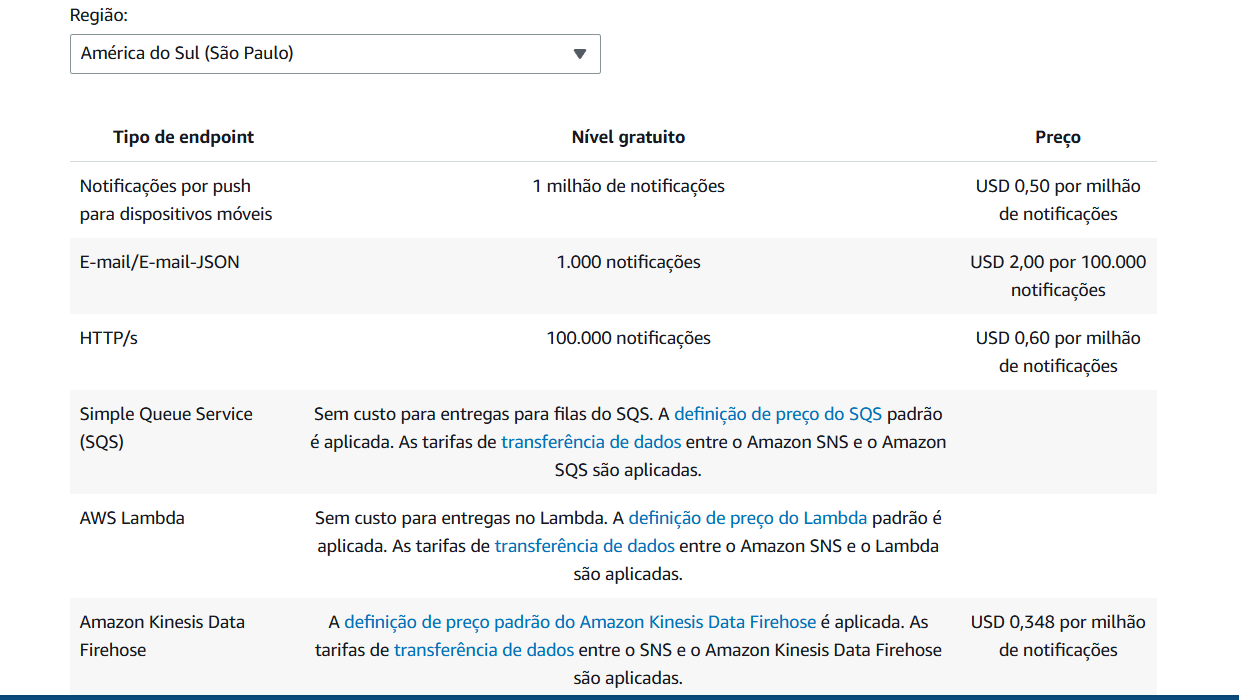 Região:
América do Sul (São Paulo)
Tipo de endpoint
Nível gratuito
Preço
Notificações por push
para dispositivos móveis
1 milhão de notificações
USD 0,50 por milhão
de notificações
E-mail/E-mail-JSON
1.000 notificações
USD 2,00 por 100.000
notificações
HTTP/s
100.000 notificações
USD 0,60 por milhão
de notificações
Simple Queue Service
(SQS)
Sem custo para entregas para filas do SQS. A definição de preço do SQS padrão
é aplicada. As tarifas de transferência de dados entre o Amazon SNS e o Amazon
SQS são aplicadas.
AWS Lambda
Sem custo para entregas no Lambda. A definição de preço do Lambda padrão é
aplicada. As tarifas de transferência de dados entre o Amazon SNS e o Lambda
são aplicadas.
Amazon Kinesis Data
Firehose
A definição de preço padrão do Amazon Kinesis Data Firehose é aplicada. As
tarifas de transferência de dados entre o SNS e o Amazon Kinesis Data Firehose
são aplicadas.
USD 0,348 por milhão
de notificações